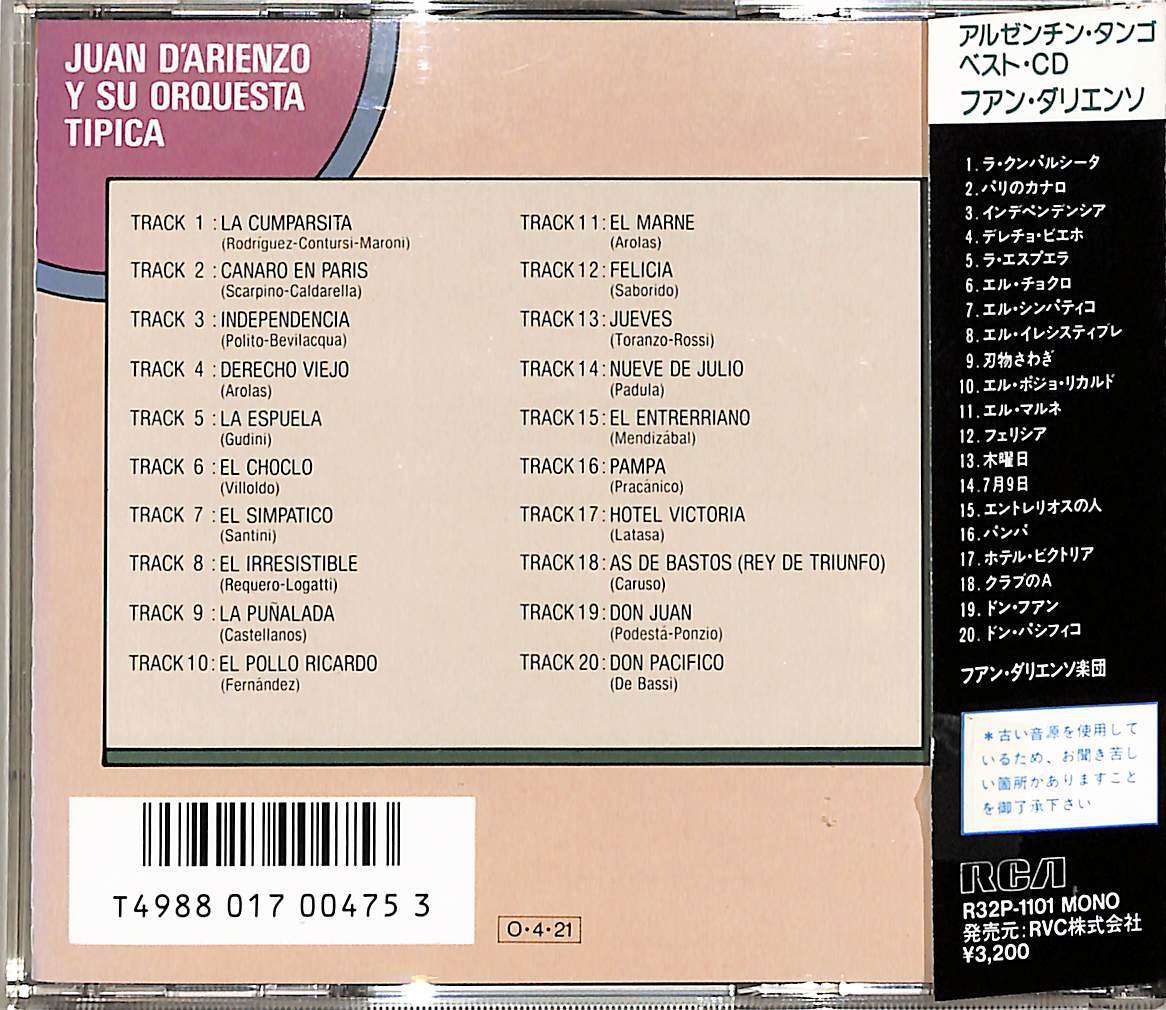 JUAN D'ARIENZO
Y SU ORQUESTA
TIPICA
TRACK 1 : LA CUMPARSITA
(Rodríguez-Contursi-Maroni)
TRACK 2 : CANARO EN PARIS
(Scarpino-Caldarella)
TRACK 3 : INDEPENDENCIA
(Polito-Bevilacqua)
TRACK 4 : DERECHO VIEJO
(Arolas)
TRACK 5 : LA ESPUELA
(Gudini)
TRACK 6 : EL CHOCLO
(Villoldo)
TRACK 7 : EL SIMPATICO
(Santini)
TRACK 8 : EL IRRESISTIBLE
(Requero-Logatti)
TRACK 9 : LA PUÑALADA
(Castellanos)
TRACK 10: EL POLLO RICARDO
(Fernández)
TRACK 11: EL MARNE
(Arolas)
TRACK 12: FELICIA
(Saborido)
TRACK 13: JUEVES
(Toranzo-Rossi)
TRACK 14: NUEVE DE JULIO
(Padula)
TRACK 15: EL ENTRERRIANO
(Mendizábal)
TRACK 16: PAMPA
(Pracánico)
TRACK 17: HOTEL VICTORIA
(Latasa)
TRACK 18: AS DE BASTOS (REY DE TRIUNFO)
(Caruso)
TRACK 19: DON JUAN
(Podestá-Ponzio)
TRACK 20: DON PACIFICO
(De Bassi)
T4988 017 00475 3
O・4・21
アルゼンチン・タンゴ
ベスト・CD
フアン・ダリエンソ
1. ラ・クンパルシータ
2. パリのカナロ
3. インデペンデンシア
4. デレチョ・ビエホ
5. ラ・エスプエラ
6. エル・チョクロ
7. エル・シンパティコ
8. エル・イレシスティブレ
9. 刃物さわぎ
10. エル・ポジョ・リカルド
11. エル・マルネ
12. フェリシア
13. 木曜日
14. 7月9日
15. エントレリオスの人
16. パンパ
17. ホテル・ビクトリア
18. クラブのA
19. ドン・フアン
20. ドン・パシフィコ
フアン・ダリエンソ楽団
＊古い音源を使用して
いるため、お聞き苦し
い箇所がありますこと
を御了承下さい
RCA
R32P-1101 MONO
発売元:RVC株式会社
¥3,200